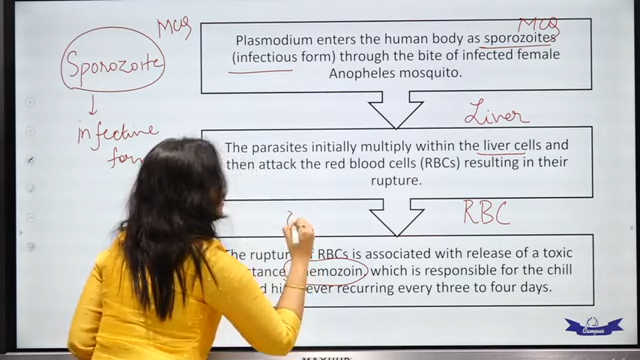 MCQ
Sporozoite
infective
MCQ
Plasmodium enters the human body as sporozoites
(infectious form) through the bite of infected female
Anopheles mosquito.
Liver
The parasites initially multiply within the liver cells and
then attack the red blood cells (RBCs) resulting in their
rupture.
RBC
The rupture of RBCs is associated with release of a toxic
which is responsible for the chill
recurring every three to four days.
Campus
MAXHUB